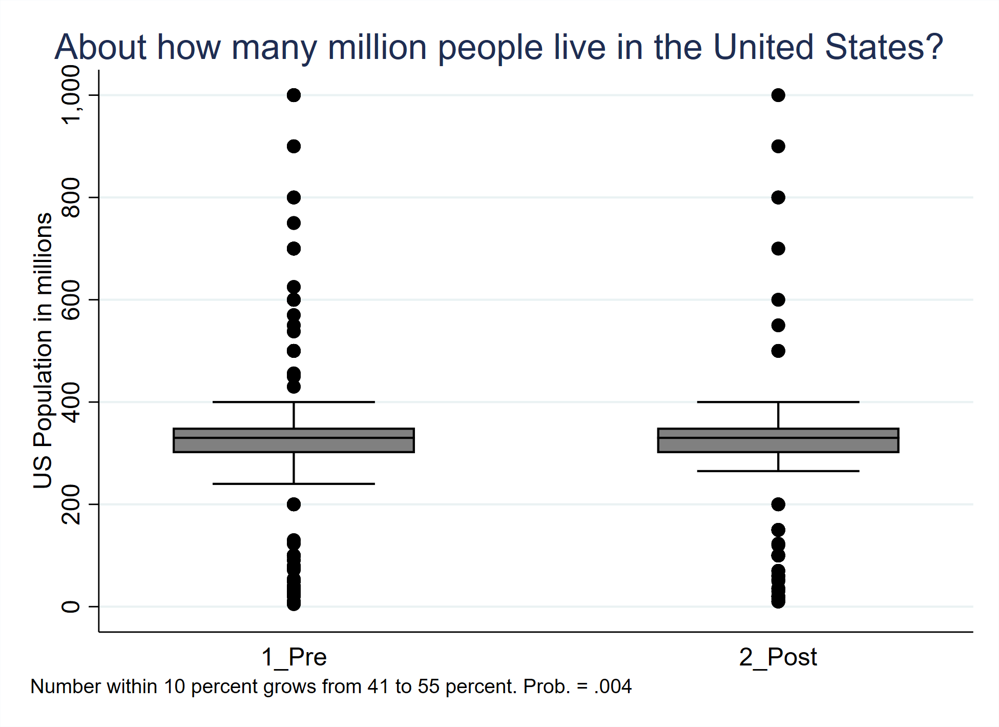 About how many million people live in the United States?
US Population in millions
1,000
800
600
400
200
0
1_Pre
2_Post
Number within 10 percent grows from 41 to 55 percent. Prob. = .004